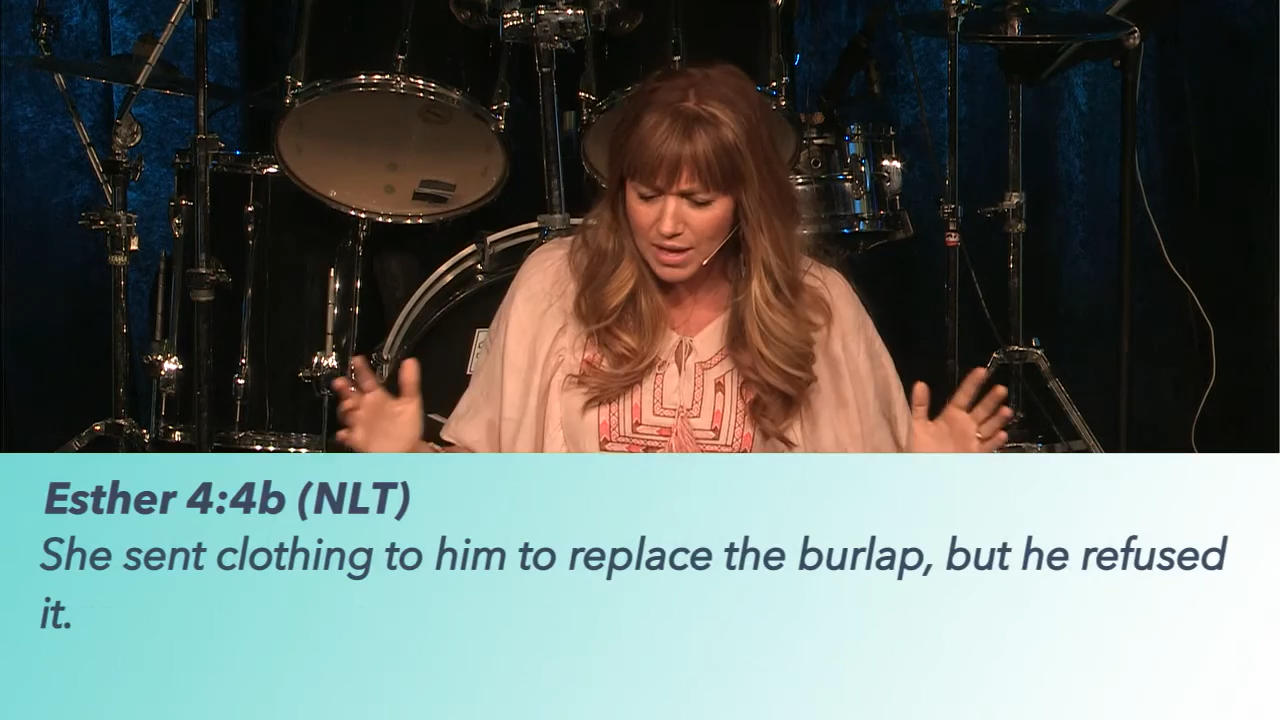 Esther 4:4b (NLT)
She sent clothing to him to replace the burlap, but he refused
it.